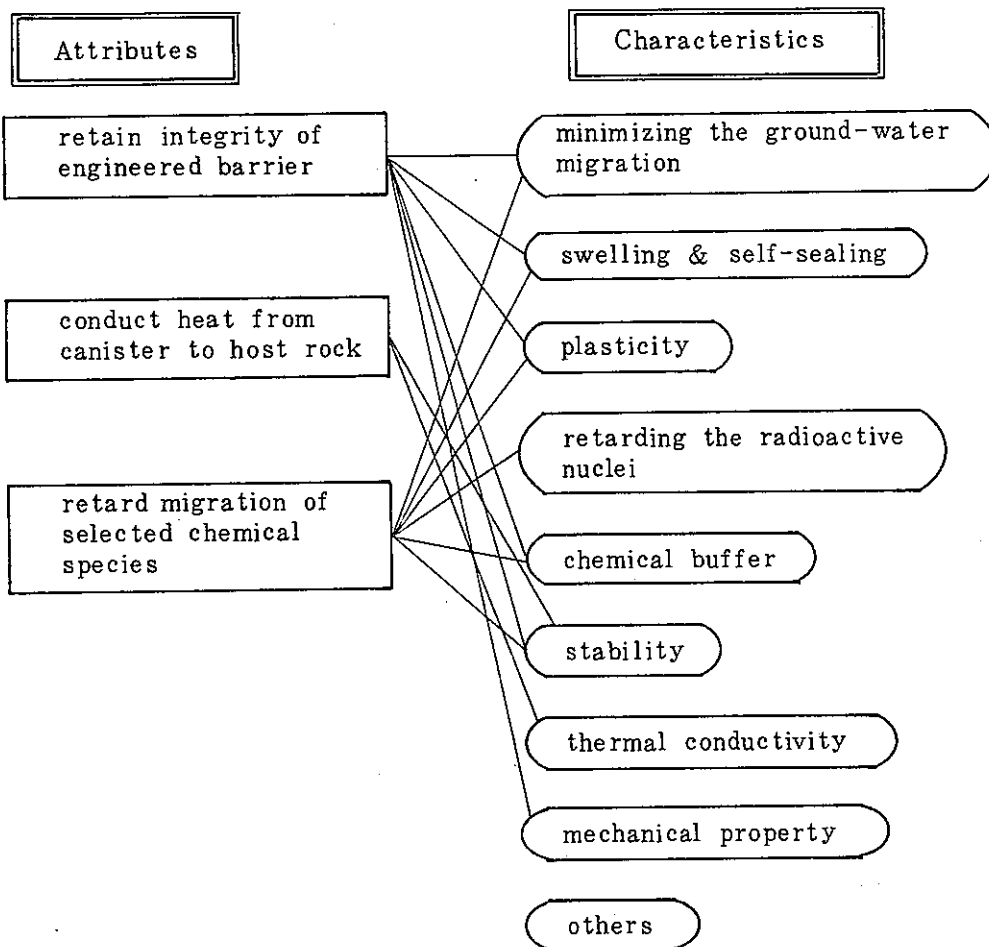 Attributes
retain integrity of
engineered barrier
conduct heat from
canister to host rock
retard migration of
selected chemical
species
Characteristics
minimizing the ground-water
migration
swelling & self-sealing
plasticity
retarding the radioactive
nuclei
chemical buffer
stability
thermal conductivity
mechanical property
others